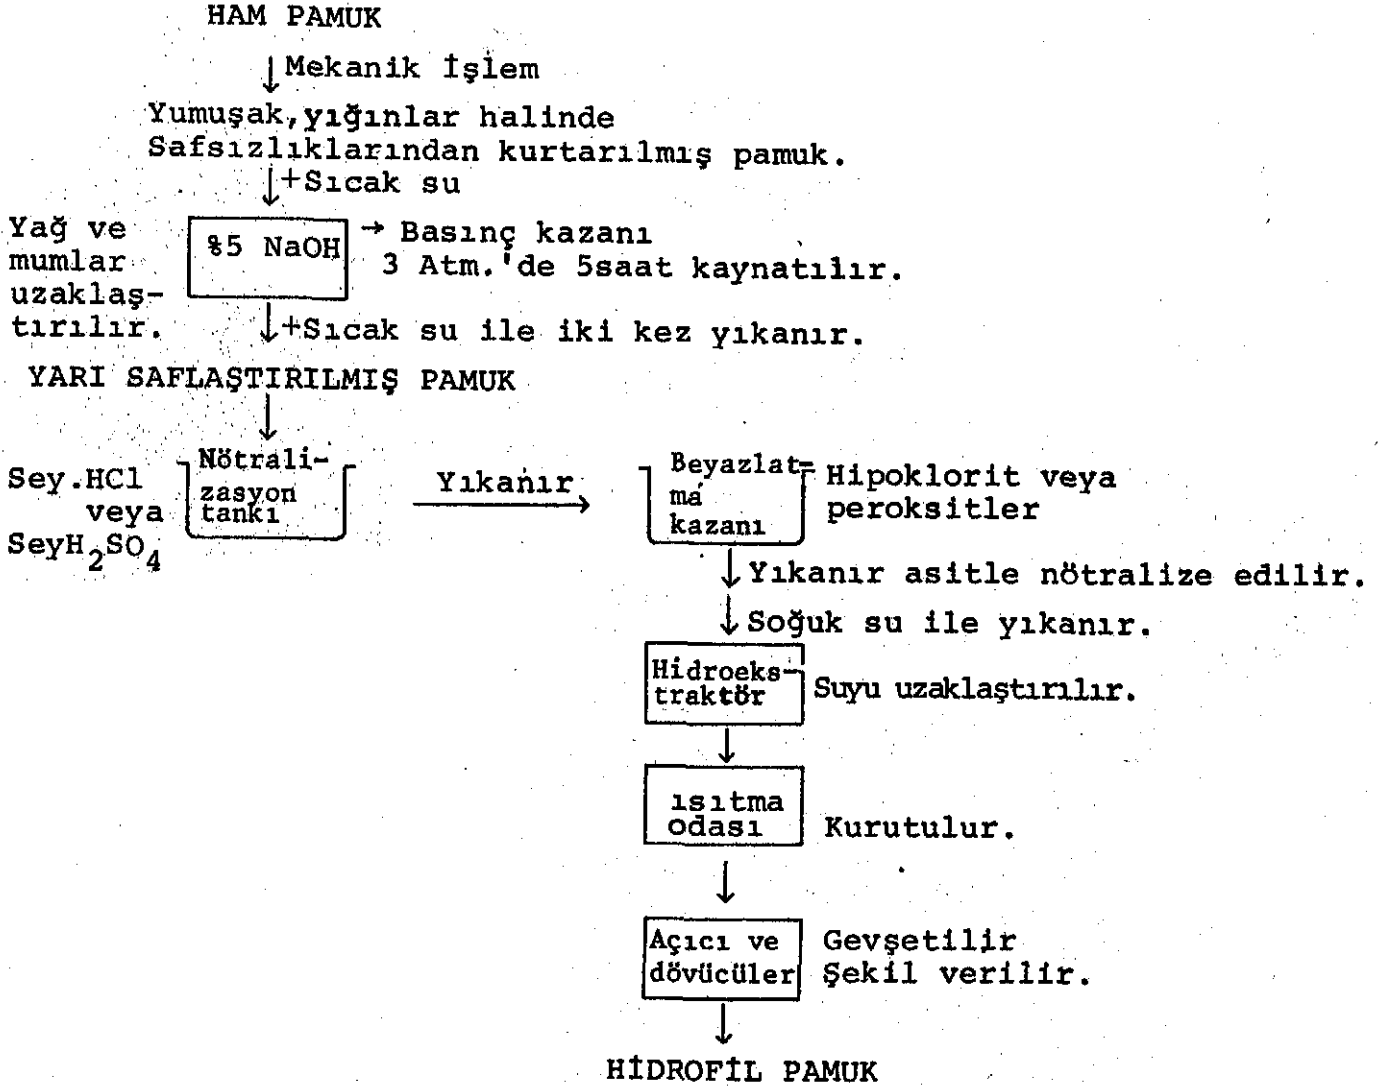 HAM PAMUK
Mekanik İşlem
Yumuşak,yığınlar halinde
Safsızlıklarından kurtarılmış pamuk.
+Sıcak su
Yağ ve
mumlar
uzaklaş-
tırılır.
%5 NaOH
→ Basınç kazanı
3 Atm.'de 5saat kaynatılır.
+Sıcak su ile iki kez yıkanır.
YARI SAFLAŞTIRILMIŞ PAMUK
Sey.HCl
veya
SeyH2SO4
Nötrali-
zasyon
tankı
Yıkanır
Beyazlat-
ma
kazanı
Hipoklorit veya
peroksitler
Yıkanır asitle nötralize edilir.
Soğuk su ile yıkanır.
Hidroeks-
traktör
Suyu uzaklaştırılır.
ısıtma
odası
Kurutulur.
Açıcı ve
dövücüler
Gevşetilir
Şekil verilir.
HİDROFİL PAMUK